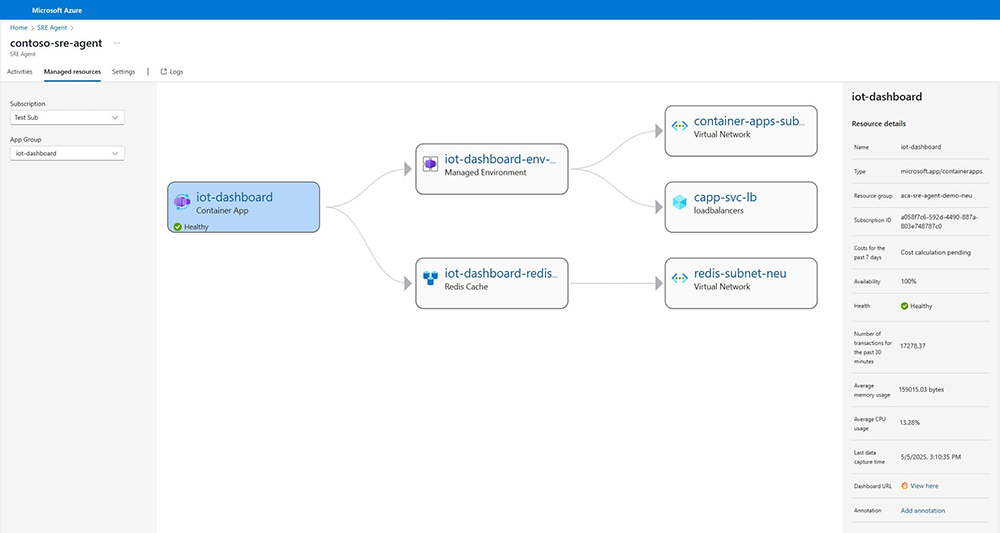 Microsoft Azure
Home > SRE Agent >
contoso-sre-agent ...
SRE Agent
Activities Managed resources Settings | Logs
Subscription
Test Sub
App Group
iot-dashboard
iot-dashboard
Container App
Healthy
iot-dashboard-env-...
Managed Environment
iot-dashboard-redis...
Redis Cache
container-apps-sub...
Virtual Network
capp-svc-lb
loadbalancers
redis-subnet-neu
Virtual Network
iot-dashboard
Resource details
Name iot-dashboard
Type microsoft.app/containerapps
Resource group aca-sre-agent-demo-neu
Subscription ID a058f7c6-592d-4490-887a-
803e748787c0
Costs for the
past 7 days
Cost calculation pending
Availability 100%
Health Healthy
Number of
transactions for
the past 30
minutes
17278.37
Average
memory usage
159015.03 bytes
Average CPU
usage
13.28%
Last data
capture time
5/5/2025, 3:10:35 PM
Dashboard URL View here
Annotation Add annotation